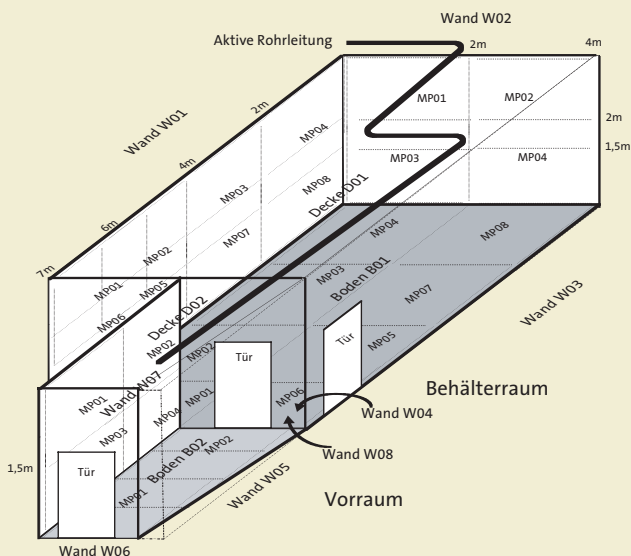 Wand W02
Aktive Rohrleitung
2m
4m
MP01
MP02
2m
1,5m
MP03
MP04
Wand W01
2m
4m
6m
7m
MP04
MP03
MP08
MP07
MP02
MP05
MP01
MP06
Decke D01
Decke D02
MP02
MP04
MP08
MP03
Boden B01
MP07
MP05
MP02
MP01
MP06
Tür
Tür
Wand W03
Behälterraum
Wand W04
Wand W08
Wand W07
MP01
MP03
MP04
MP02
Boden B02
MP01
Wand W05
Vorraum
1,5m
Tür
Wand W06